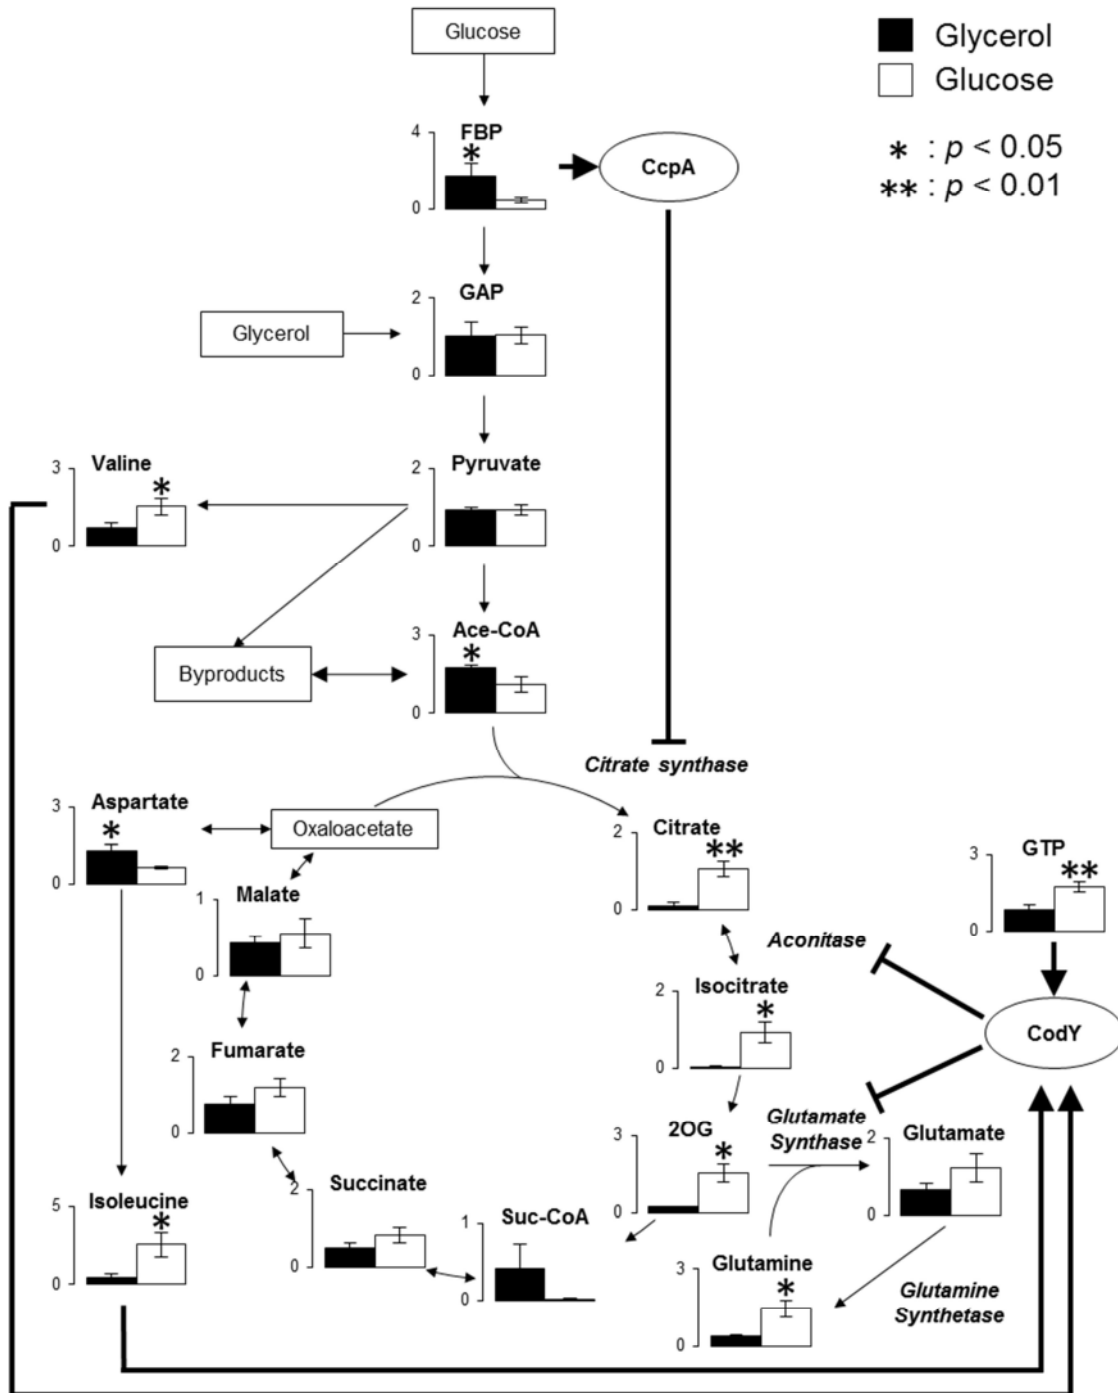 Glucose
Glycerol
Glucose
* : p < 0.05
** : p < 0.01
FBP
4
*
0
CcpA
GAP
2
0
Glycerol
Valine
3
*
0
Pyruvate
2
0
Ace-CoA
3
*
0
Byproducts
Citrate synthase
Aspartate
3
*
0
Oxaloacetate
Citrate
2
**
0
GTP
3
**
0
Malate
1
0
Aconitase
Isocitrate
2
*
0
CodY
Fumarate
2
0
2OG
3
*
0
Glutamate
Synthase
Glutamate
2
0
Isoleucine
5
*
0
Succinate
2
0
Suc-CoA
1
0
Glutamine
3
*
0
Glutamine
Synthetase